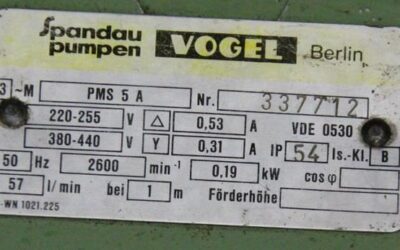 Spandau pumpen VOGEL Berlin
3 ~M PMS 5 A Nr. 337712
220-255 V △ 0,53 A VDE 0530
380-440 V Y 0,31 A IP 54 Is.-Kl. B
50 Hz 2600 min⁻¹ 0,19 kW cos φ
57 l/min bei 1 m Förderhöhe
-WN 1021.225